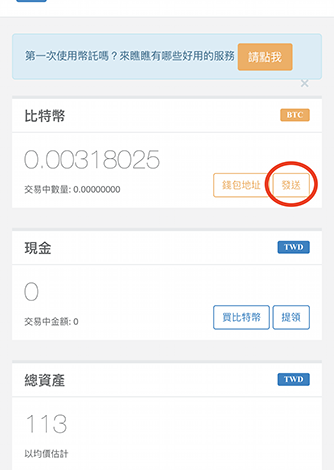 第一次使用幣託嗎？來瞧瞧有哪些好用的服務 請點我
×
比特幣 BTC
0.00318025
交易中數量: 0.00000000 錢包地址 發送
現金 TWD
0
交易中金額: 0 買比特幣 提領
總資產 TWD
113
以均價估計